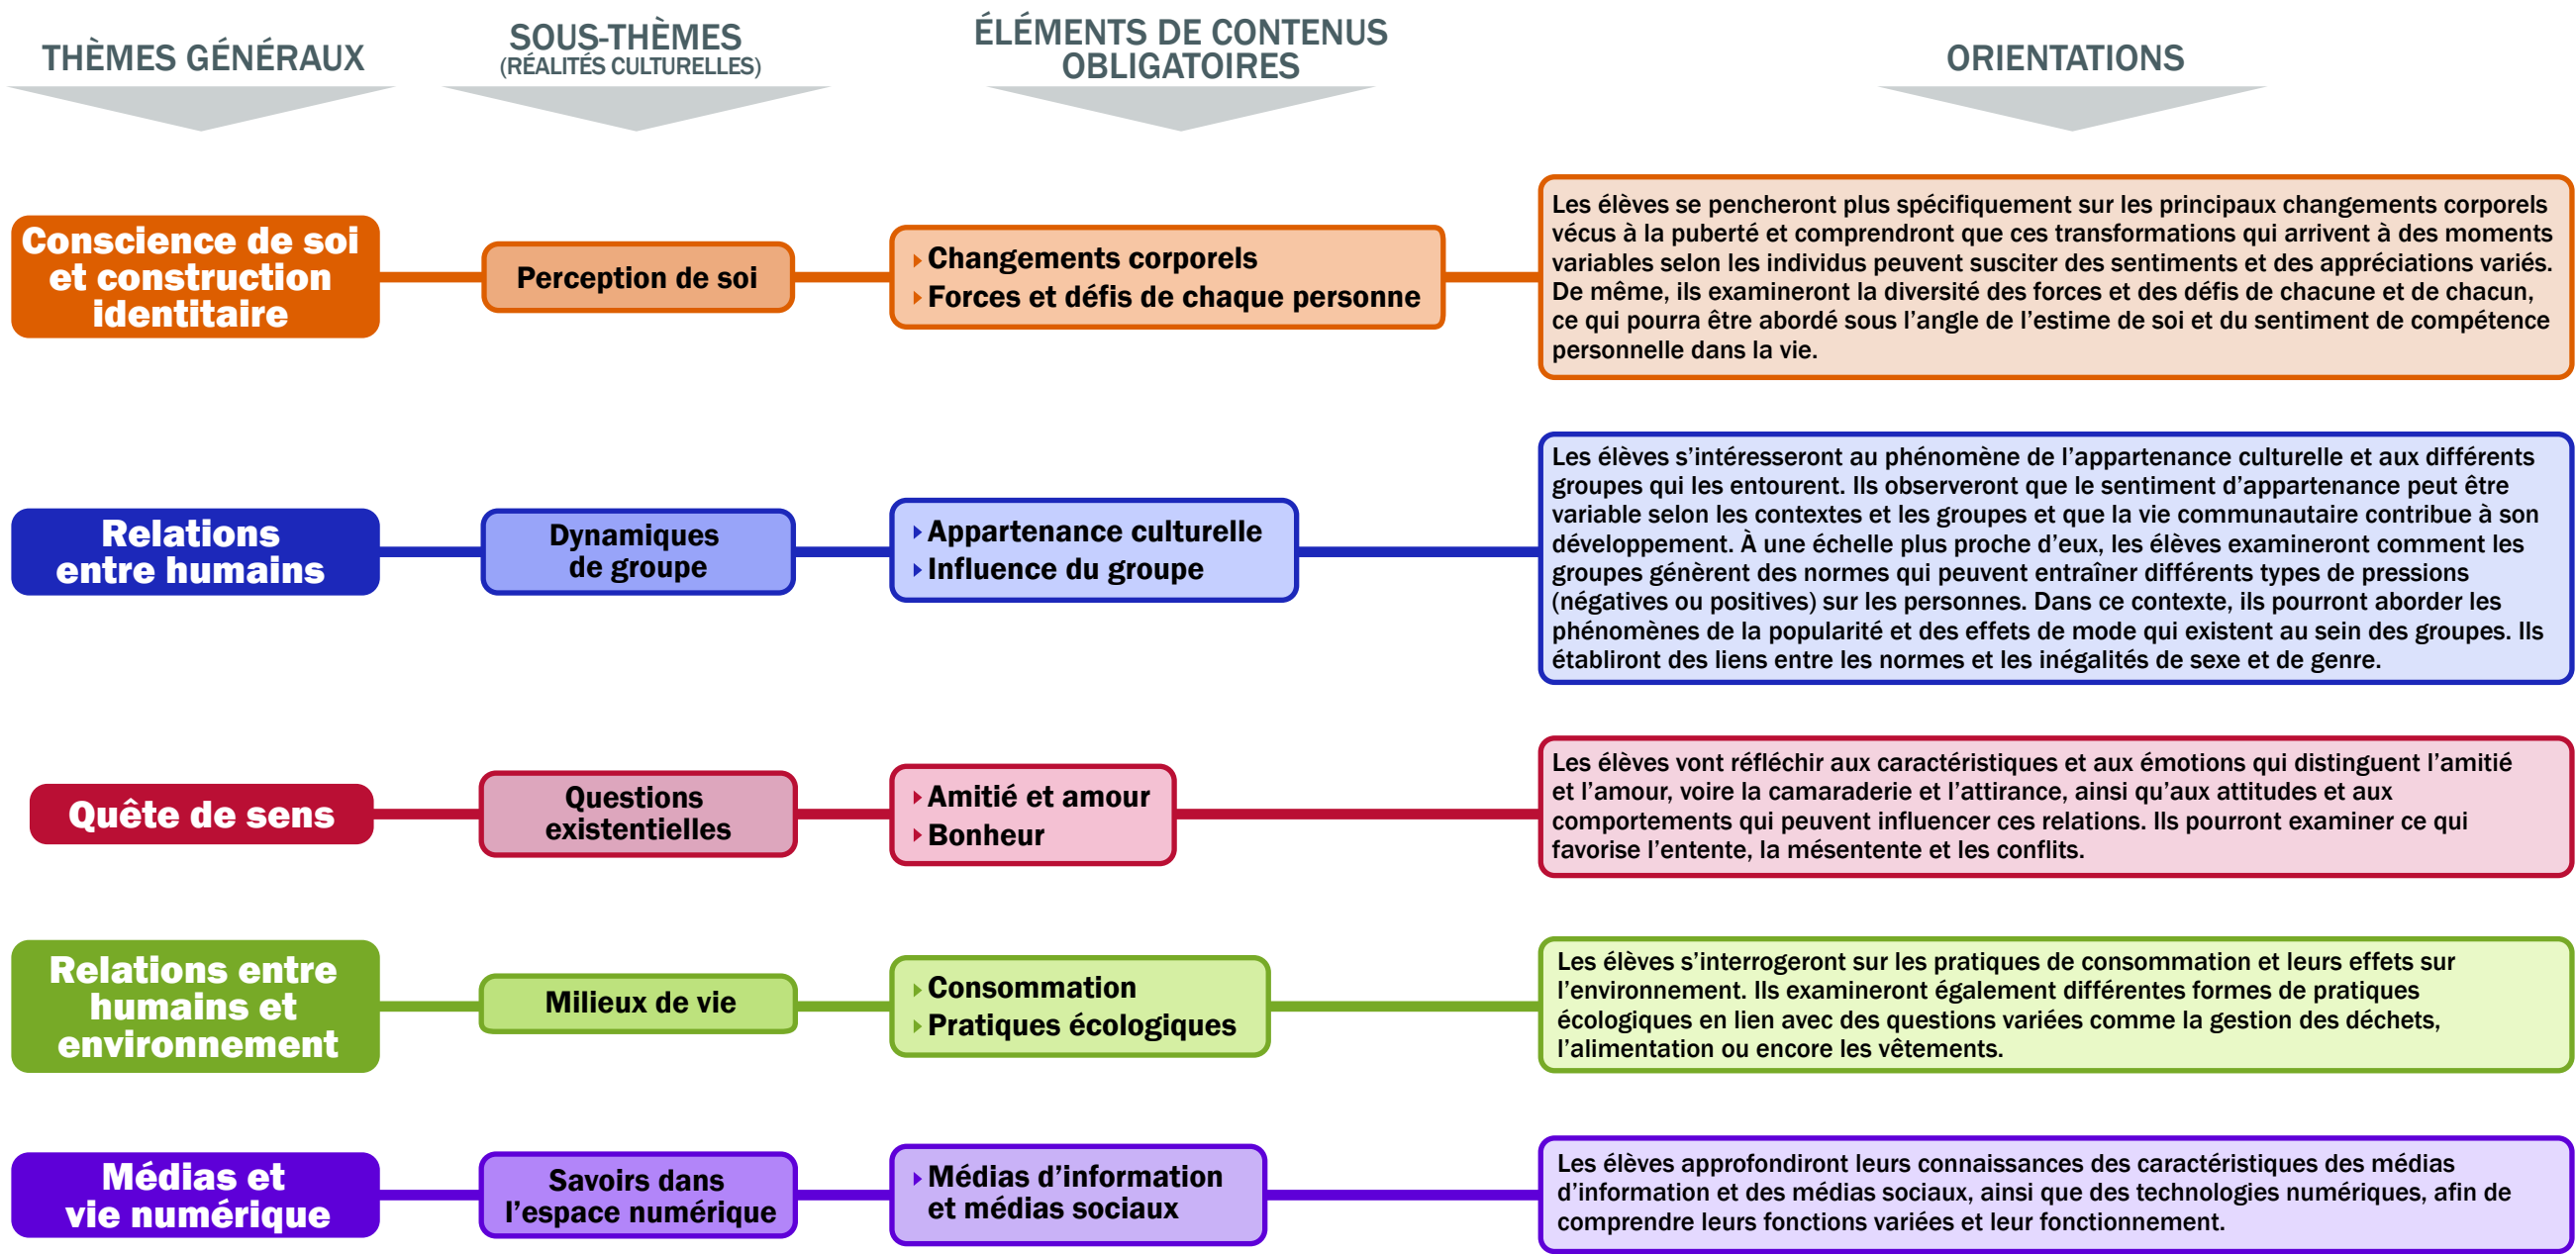 THÈMES GÉNÉRAUX
SOUS-THÈMES
(RÉALITÉS CULTURELLES)
ÉLÉMENTS DE CONTENUS
OBLIGATOIRES
ORIENTATIONS
Conscience de soi
et construction
identitaire
Perception de soi
Changements corporels
Forces et défis de chaque personne
Les élèves se pencheront plus spécifiquement sur les principaux changements corporels
vécus à la puberté et comprendront que ces transformations qui arrivent à des moments
variables selon les individus peuvent susciter des sentiments et des appréciations variés.
De même, ils examineront la diversité des forces et des défis de chacune et de chacun,
ce qui pourra être abordé sous l’angle de l’estime de soi et du sentiment de compétence
personnelle dans la vie.
Relations
entre humains
Dynamiques
de groupe
Appartenance culturelle
Influence du groupe
Les élèves s’intéresseront au phénomène de l’appartenance culturelle et aux différents
groupes qui les entourent. Ils observeront que le sentiment d’appartenance peut être
variable selon les contextes et les groupes et que la vie communautaire contribue à son
développement. À une échelle plus proche d’eux, les élèves examineront comment les
groupes génèrent des normes qui peuvent entraîner différents types de pressions
(négatives ou positives) sur les personnes. Dans ce contexte, ils pourront aborder les
phénomènes de la popularité et des effets de mode qui existent au sein des groupes. Ils
établiront des liens entre les normes et les inégalités de sexe et de genre.
Quête de sens
Questions
existentielles
Amitié et amour
Bonheur
Les élèves vont réfléchir aux caractéristiques et aux émotions qui distinguent l’amitié
et l’amour, voire la camaraderie et l’attirance, ainsi qu’aux attitudes et aux
comportements qui peuvent influencer ces relations. Ils pourront examiner ce qui
favorise l’entente, la mésentente et les conflits.
Relations entre
humains et
environnement
Milieux de vie
Consommation
Pratiques écologiques
Les élèves s’interrogeront sur les pratiques de consommation et leurs effets sur
l’environnement. Ils examineront également différentes formes de pratiques
écologiques en lien avec des questions variées comme la gestion des déchets,
l’alimentation ou encore les vêtements.
Médias et
vie numérique
Savoirs dans
l’espace numérique
Médias d’information
et médias sociaux
Les élèves approfondiront leurs connaissances des caractéristiques des médias
d’information et des médias sociaux, ainsi que des technologies numériques, afin de
comprendre leurs fonctions variées et leur fonctionnement.